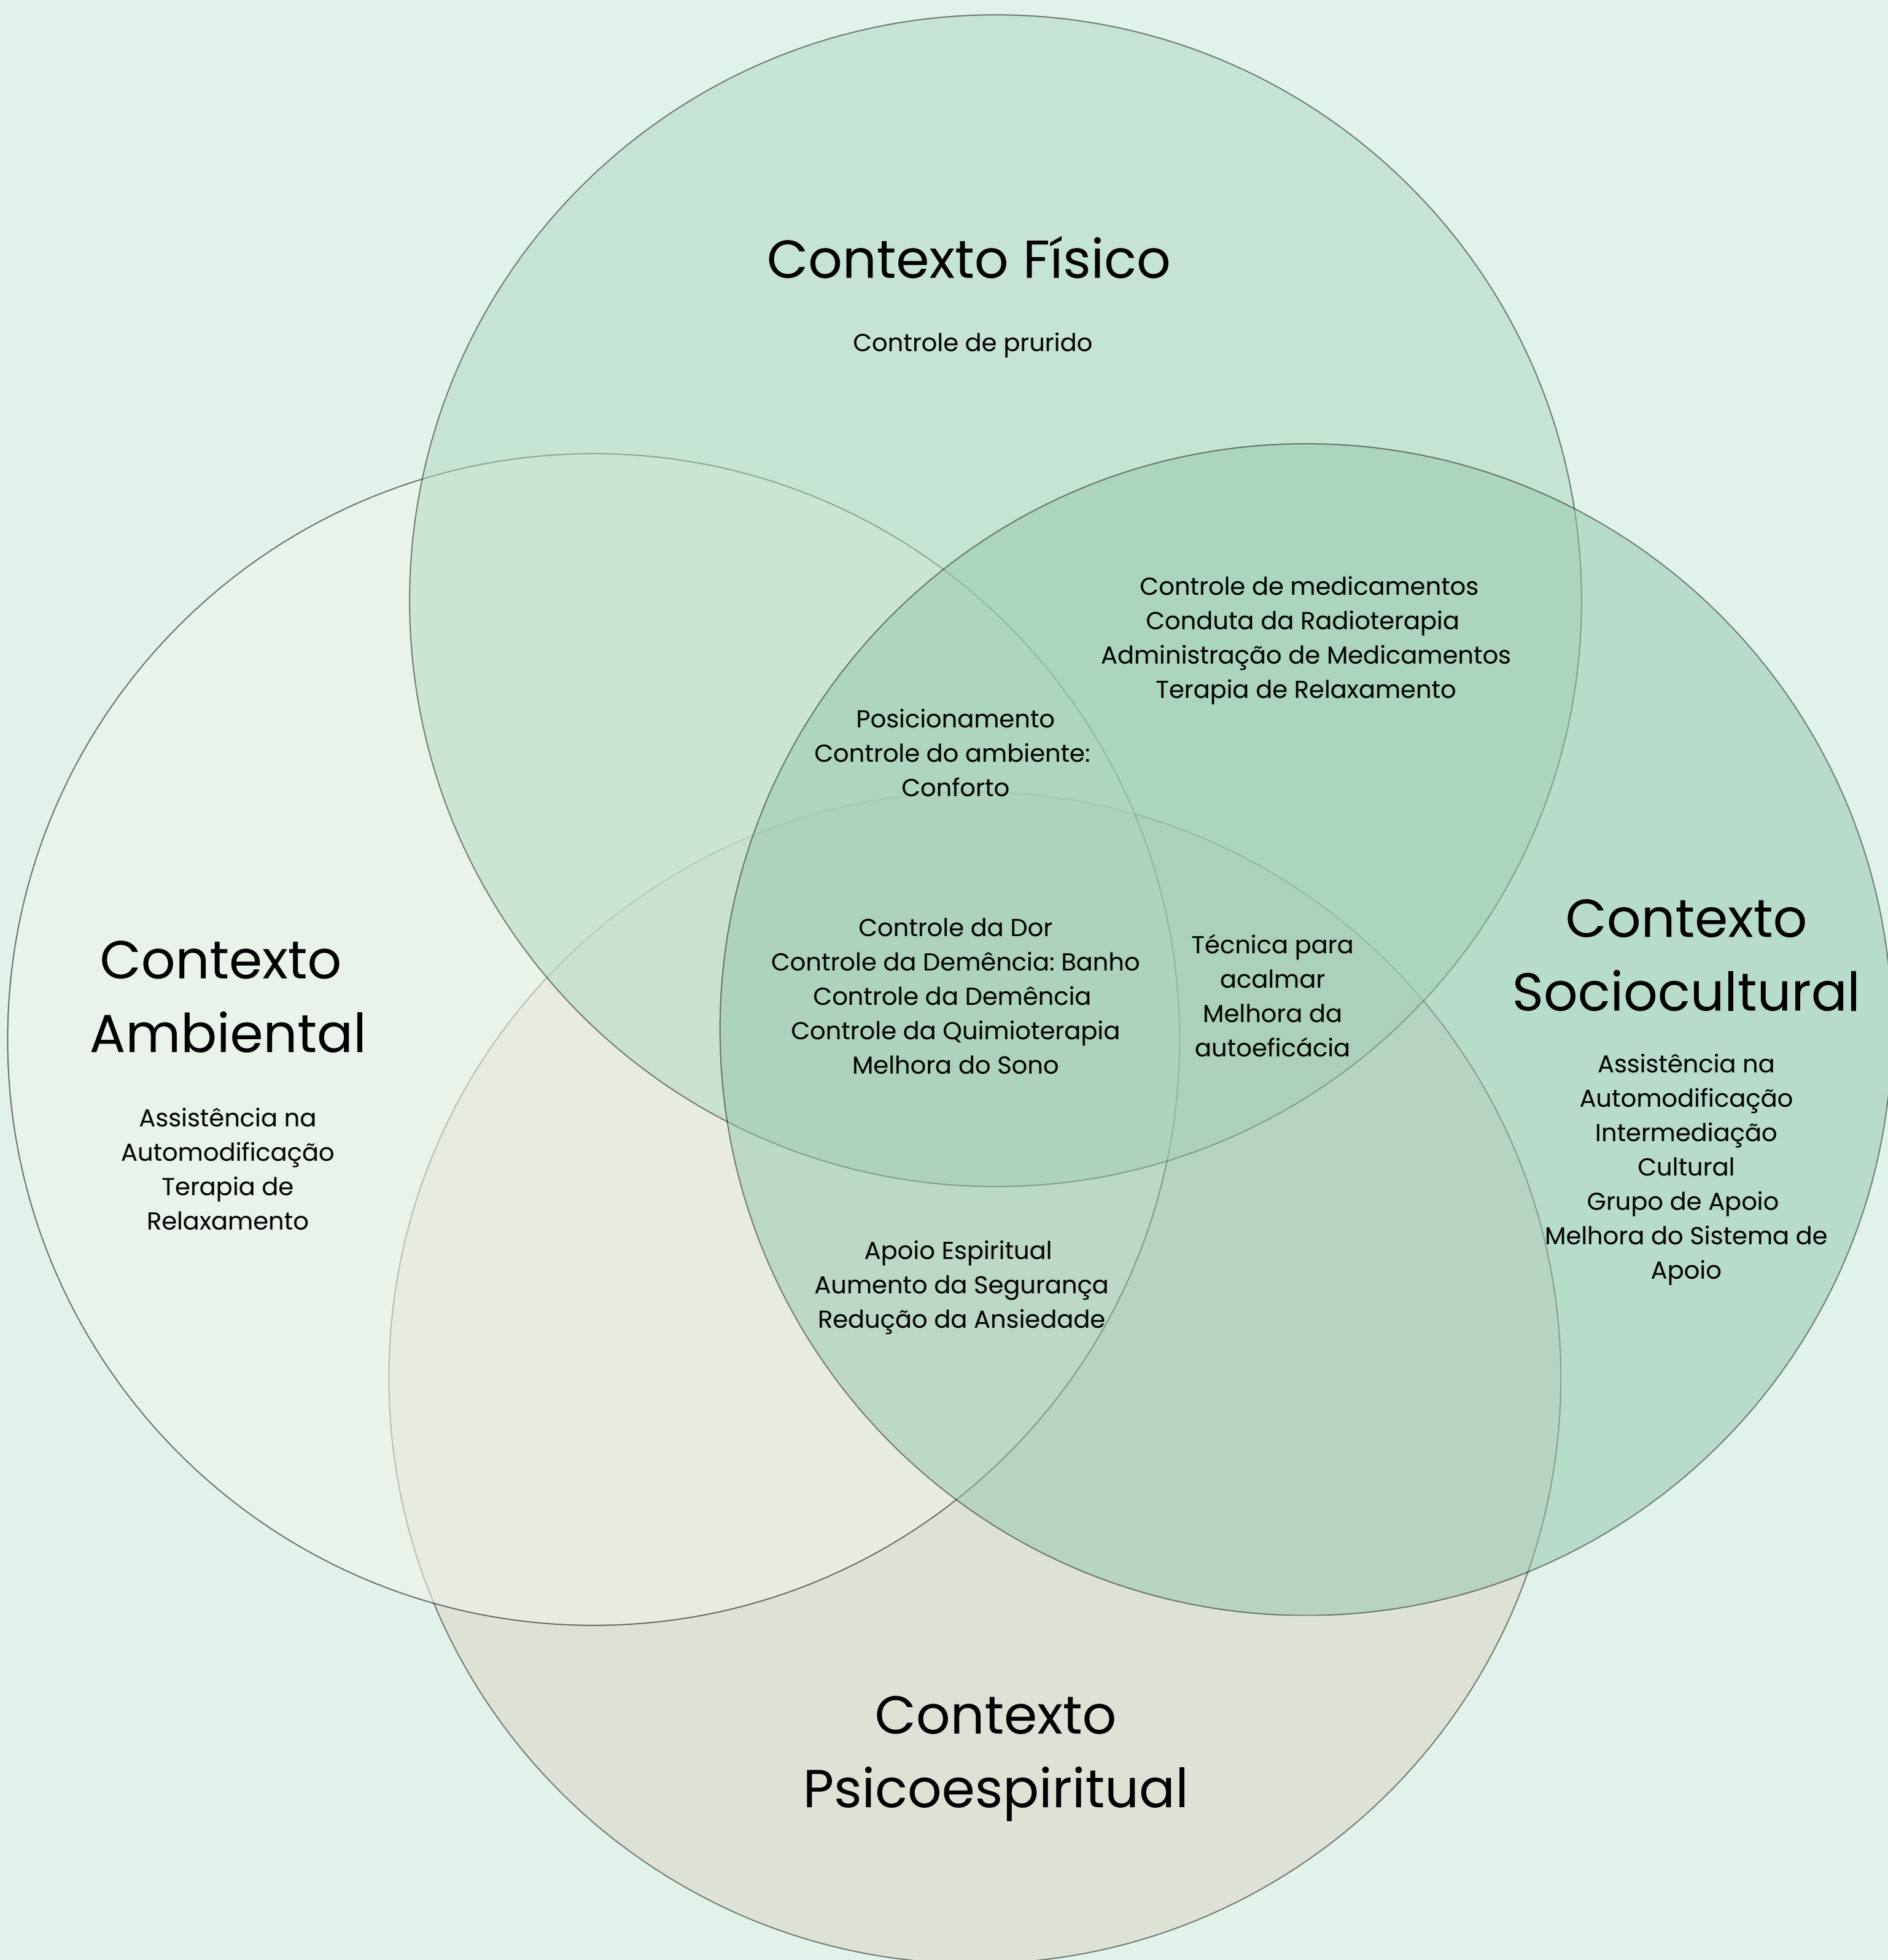 Contexto Físico
Controle de prurido
Controle de medicamentos
Conduta da Radioterapia
Administração de Medicamentos
Terapia de Relaxamento
Posicionamento
Controle do ambiente:
Conforto
Controle da Dor
Controle da Demência: Banho
Controle da Demência
Controle da Quimioterapia
Melhora do Sono
Técnica para
acalmar
Melhora da
autoeficácia
Contexto
Ambiental
Assistência na
Automodificação
Terapia de
Relaxamento
Contexto
Sociocultural
Assistência na
Automodificação
Intermediação
Cultural
Grupo de Apoio
Melhora do Sistema de
Apoio
Apoio Espiritual
Aumento da Segurança
Redução da Ansiedade
Contexto
Psicoespiritual